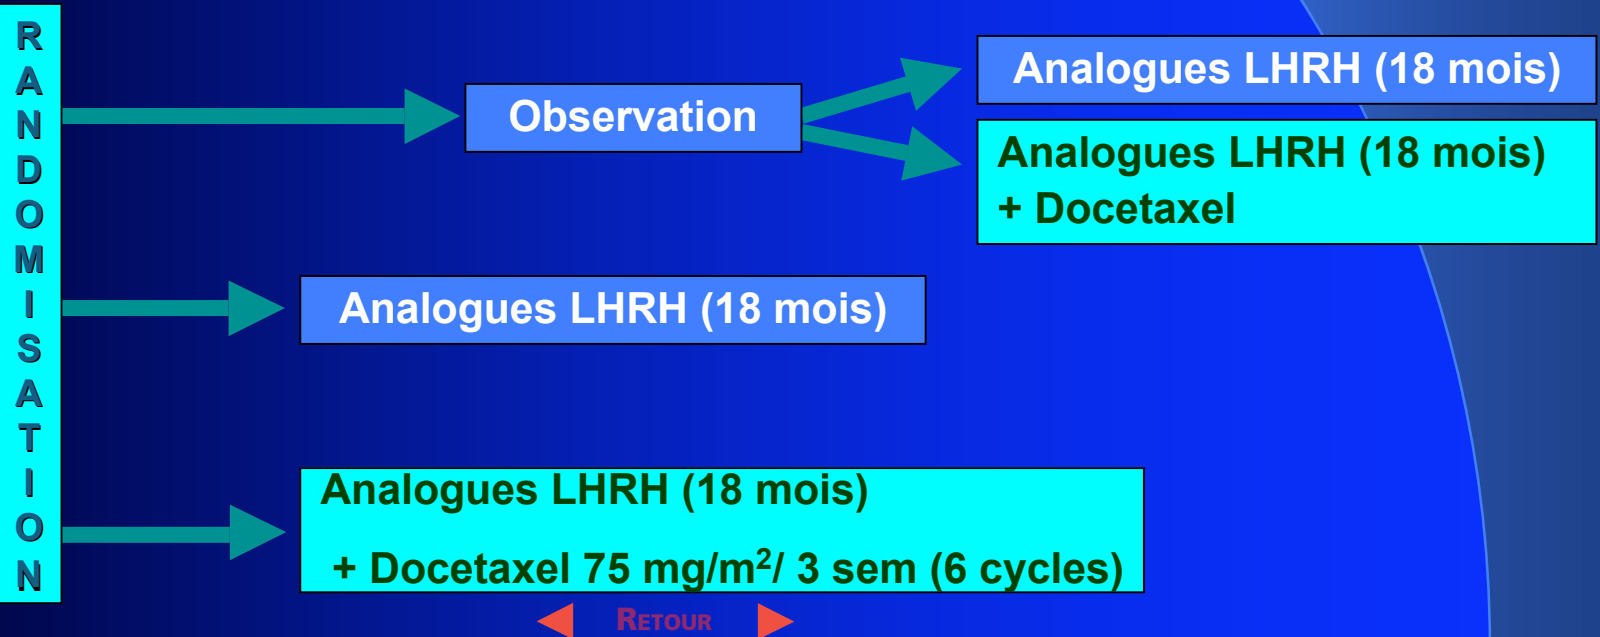 RANDOMISATION
Observation
Analogues LHRH (18 mois)
Analogues LHRH (18 mois)
+ Docetaxel
Analogues LHRH (18 mois)
Analogues LHRH (18 mois)
+ Docetaxel 75 mg/m²/ 3 sem (6 cycles)
RETOUR